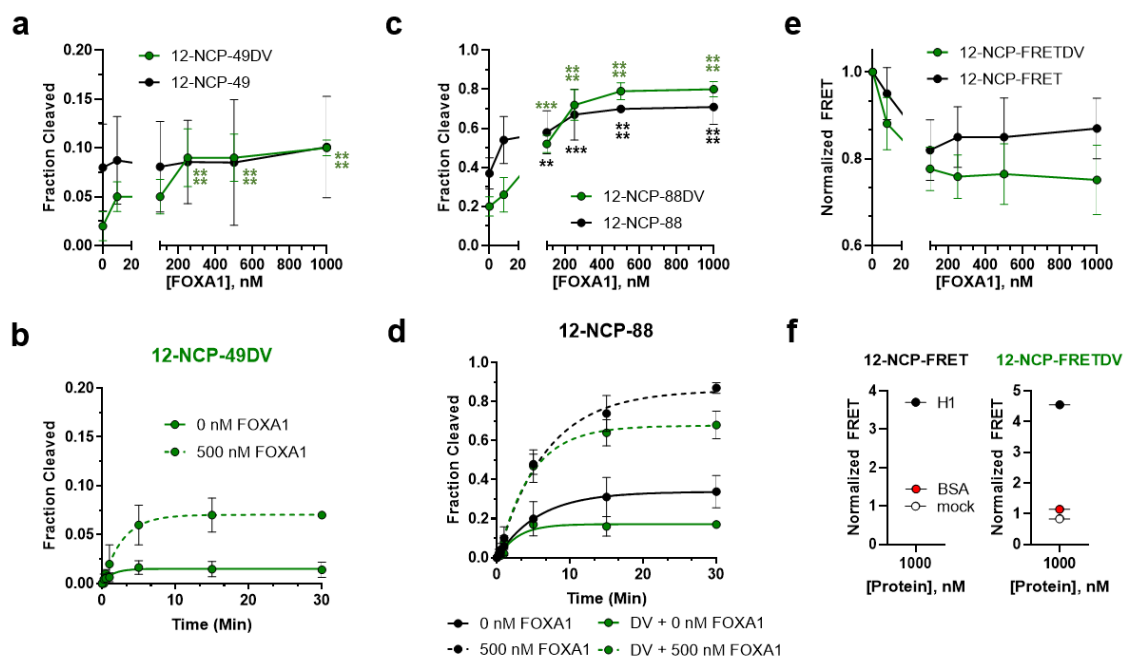 a
12-NCP-49DV
12-NCP-49
Fraction Cleaved
0.20
0.15
0.10
0.05
0.00
0 20 200 400 600 800 1000
[FOXA1], nM
** ** **
** ** **
c
Fraction Cleaved
1.0
0.8
0.6
0.4
0.2
0.0
*** ** ** **
** ** **
** *** ** **
** **
12-NCP-88DV
12-NCP-88
0 20 200 400 600 800 1000
[FOXA1], nM
e
12-NCP-FRETDV
12-NCP-FRET
Normalized FRET
1.0
0.8
0.6
0 20 200 400 600 800 1000
[FOXA1], nM
b
12-NCP-49DV
Fraction Cleaved
0.20
0.15
0.10
0.05
0.00
0 nM FOXA1
500 nM FOXA1
0 10 20 30
Time (Min)
d
12-NCP-88
Fraction Cleaved
1.0
0.8
0.6
0.4
0.2
0.0
0 10 20 30
Time (Min)
0 nM FOXA1 DV + 0 nM FOXA1
500 nM FOXA1 DV + 500 nM FOXA1
f
12-NCP-FRET
Normalized FRET
4
3
2
1
0
H1
BSA
mock
1000
[Protein], nM
12-NCP-FRETDV
Normalized FRET
5
4
3
2
1
0
1000
[Protein], nM